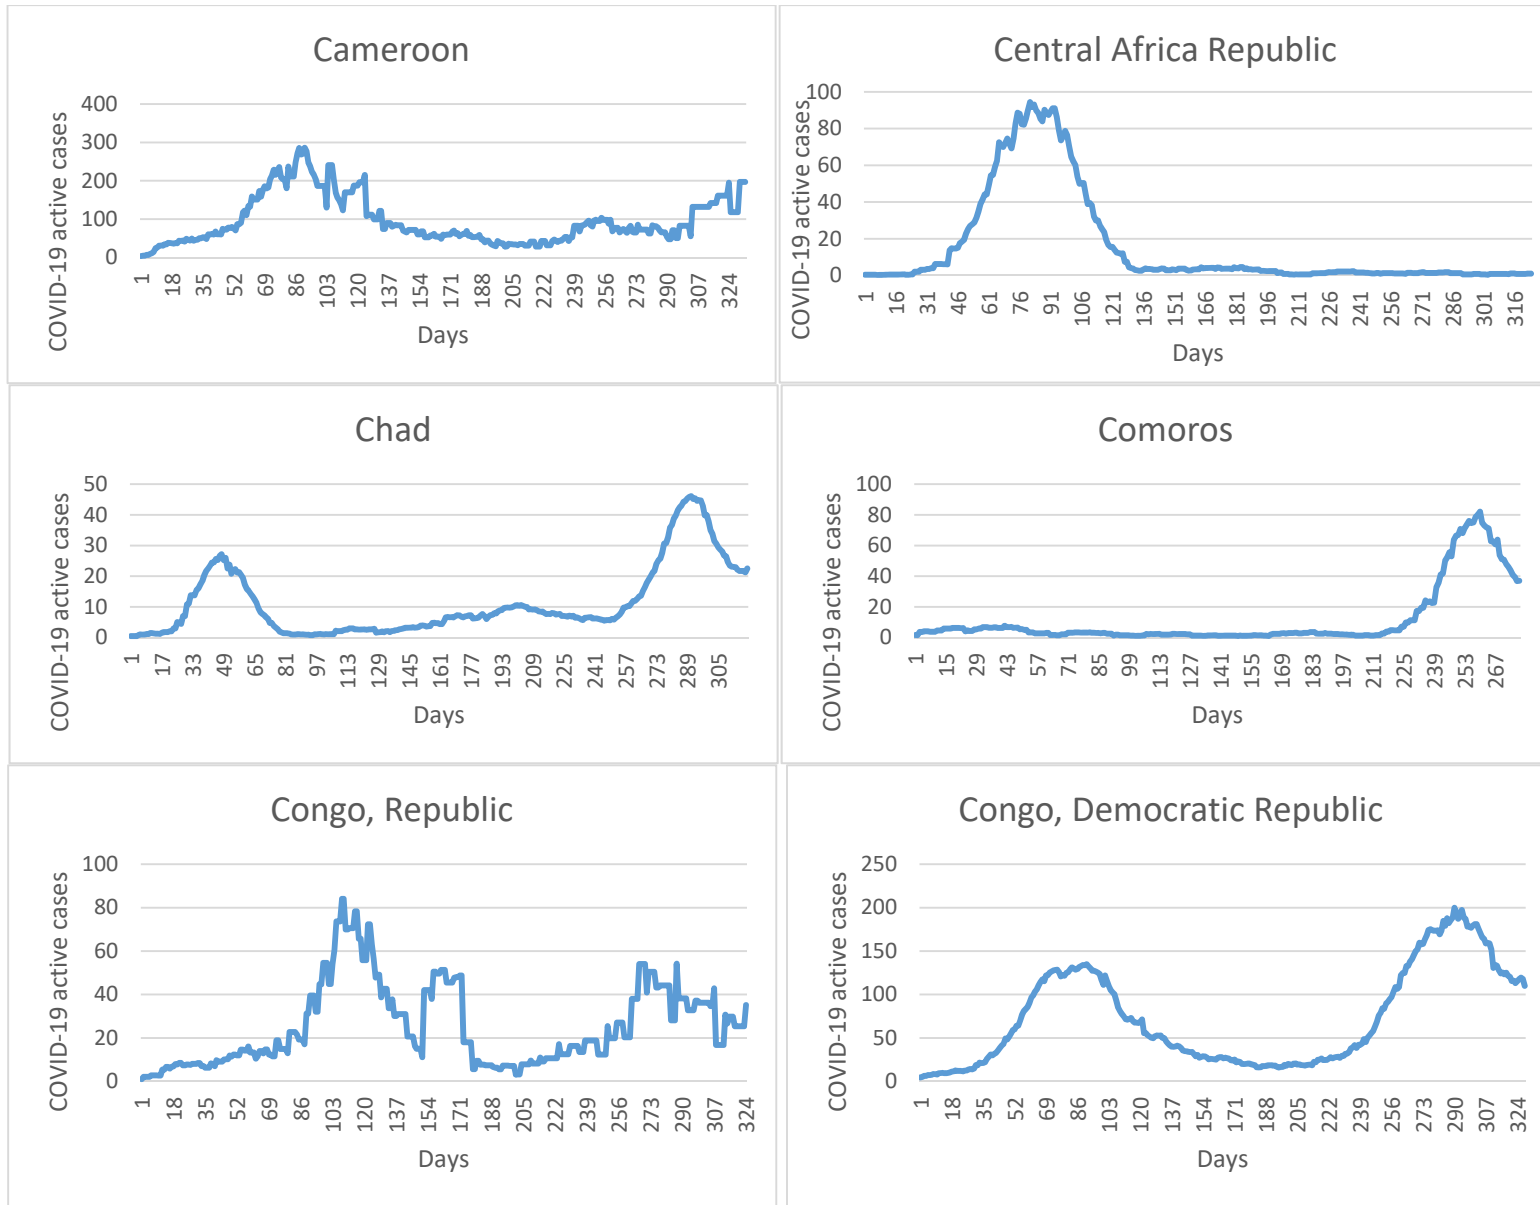 Cameroon
COVID-19 active cases
400
300
200
100
0
1 18 35 52 69 86 103 120 137 154 171 188 205 222 239 256 273 290 307 324
Days
Central Africa Republic
COVID-19 active cases
100
80
60
40
20
0
1 16 31 46 61 76 91 106 121 136 151 166 181 196 211 226 241 256 271 286 301 316
Days
Chad
COVID-19 active cases
50
40
30
20
10
0
1 17 33 49 65 81 97 113 129 145 161 177 193 209 225 241 257 273 289 305
Days
Comoros
COVID-19 active cases
100
80
60
40
20
0
1 15 29 43 57 71 85 99 113 127 141 155 169 183 197 211 225 239 253 267
Days
Congo, Republic
COVID-19 active cases
100
80
60
40
20
0
1 18 35 52 69 86 103 120 137 154 171 188 205 222 239 256 273 290 307 324
Days
Congo, Democratic Republic
COVID-19 active cases
250
200
150
100
50
0
1 18 35 52 69 86 103 120 137 154 171 188 205 222 239 256 273 290 307 324
Days